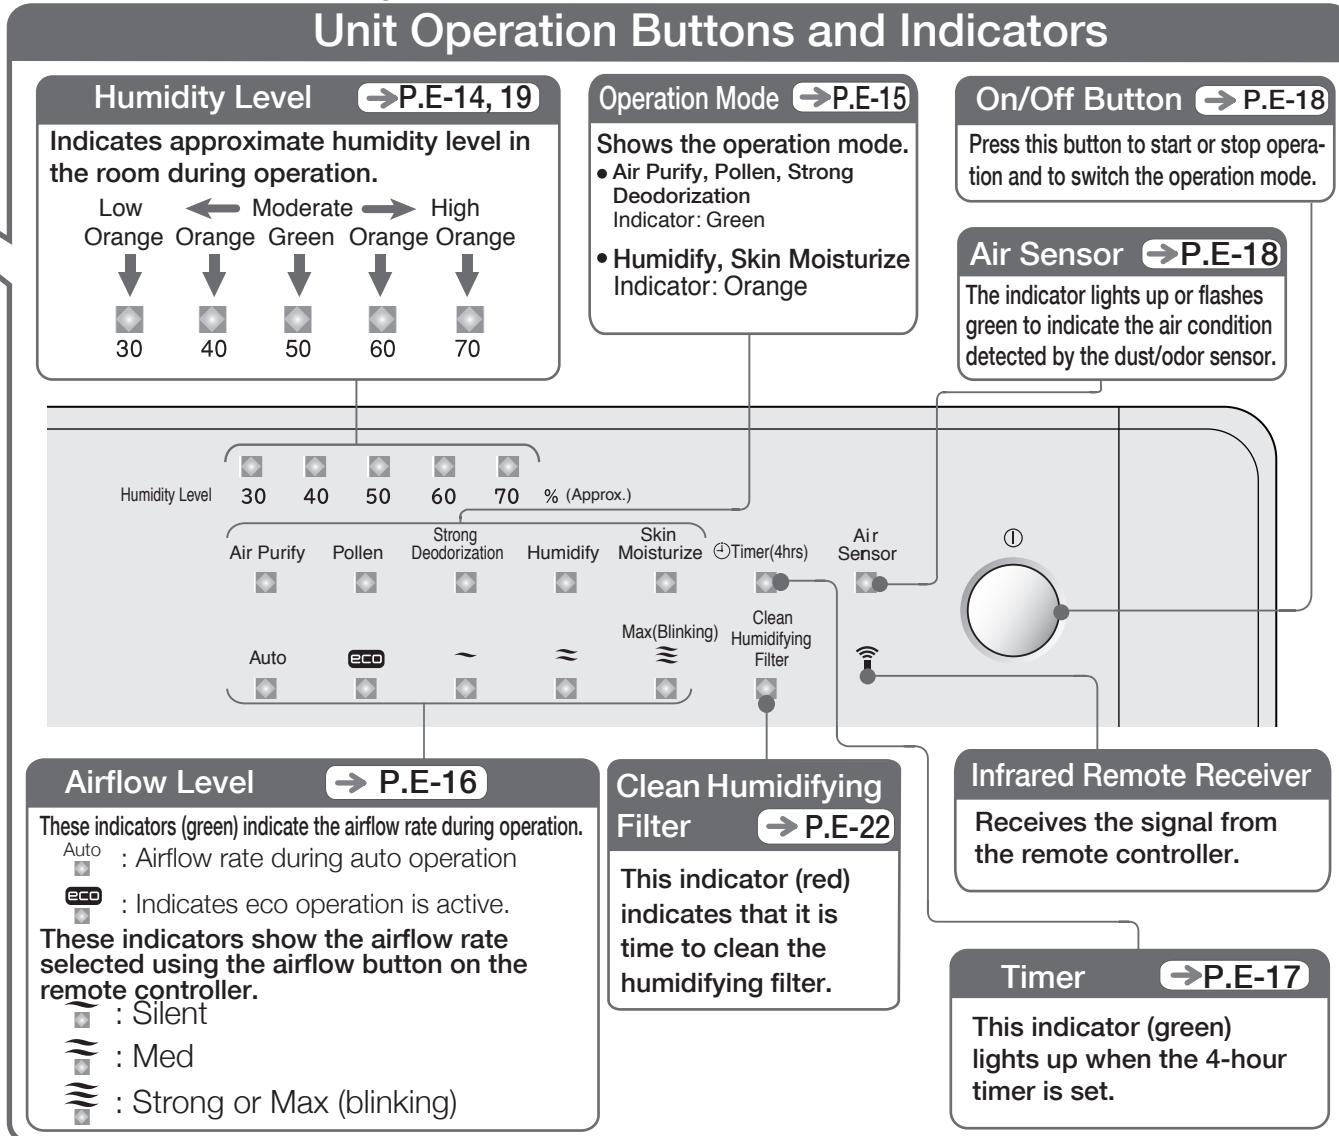 Unit Operation Buttons and Indicators
Humidity Level →P.E-14, 19
Indicates approximate humidity level in
the room during operation.
Low ← Moderate → High
Orange Orange Green Orange Orange
30 40 50 60 70
Operation Mode →P.E-15
Shows the operation mode.
• Air Purify, Pollen, Strong
Deodorization
Indicator: Green
• Humidify, Skin Moisturize
Indicator: Orange
On/Off Button → P.E-18
Press this button to start or stop opera-
tion and to switch the operation mode.
Air Sensor →P.E-18
The indicator lights up or flashes
green to indicate the air condition
detected by the dust/odor sensor.
Humidity Level 30 40 50 60 70 % (Approx.)
Air Purify
Pollen
Strong
Deodorization
Humidify
Skin
Moisturize
Timer(4hrs)
Air
Sensor
Auto
eco
Max(Blinking)
Clean
Humidifying
Filter
Airflow Level → P.E-16
These indicators (green) indicate the airflow rate during operation.
Auto : Airflow rate during auto operation
eco : Indicates eco operation is active.
These indicators show the airflow rate
selected using the airflow button on the
remote controller.
: Silent
: Med
: Strong or Max (blinking)
Clean Humidifying
Filter → P.E-22
This indicator (red)
indicates that it is
time to clean the
humidifying filter.
Infrared Remote Receiver
Receives the signal from
the remote controller.
Timer →P.E-17
This indicator (green)
lights up when the 4-hour
timer is set.